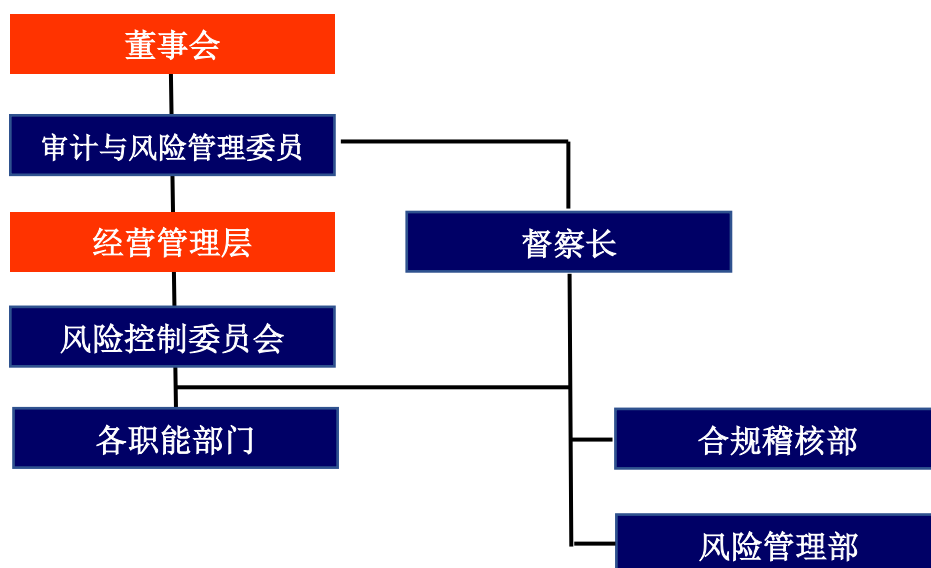 董事会
审计与风险管理委员
经营管理层
督察长
风险控制委员会
各职能部门
合规稽核部
风险管理部